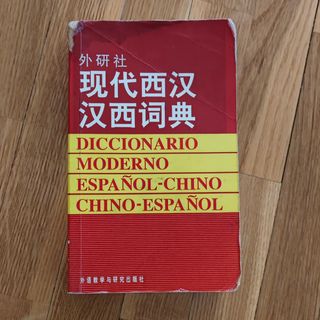 外研社
现代西汉
汉西词典
DICCIONARIO
MODERNO
ESPAÑOL-CHINO
CHINO-ESPAÑOL
外语教学与研究出版社